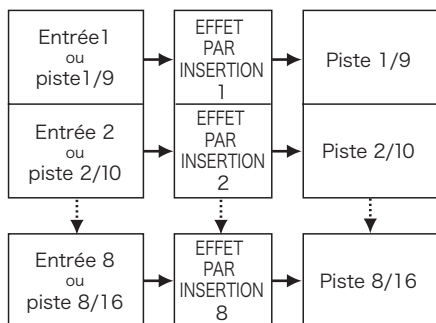 Entrée1
ou
piste1/9
EFFET
PAR
INSERTION
1
Piste 1/9
Entrée 2
ou
piste 2/10
EFFET
PAR
INSERTION
2
Piste 2/10
Entrée 8
ou
piste 8/16
EFFET
PAR
INSERTION
8
Piste 8/16